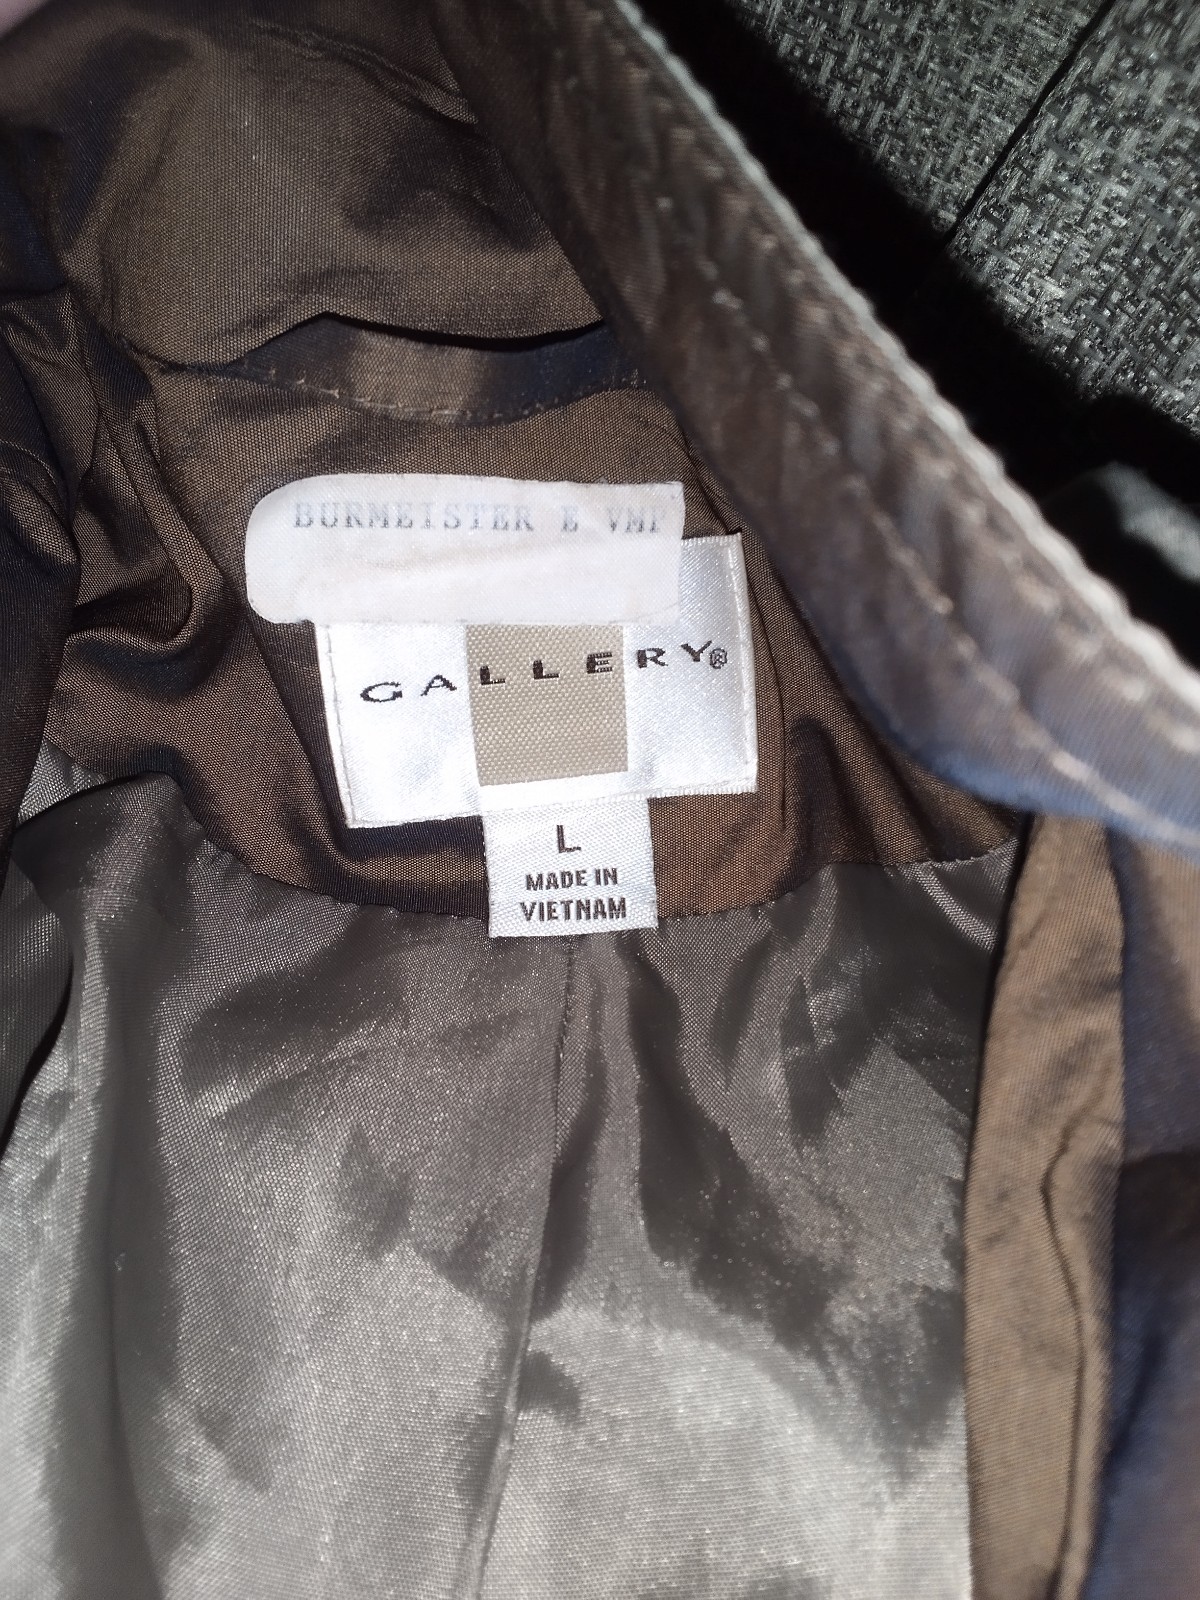 BURMEISTER E VMF
GALLERY®
L
MADE IN
VIETNAM